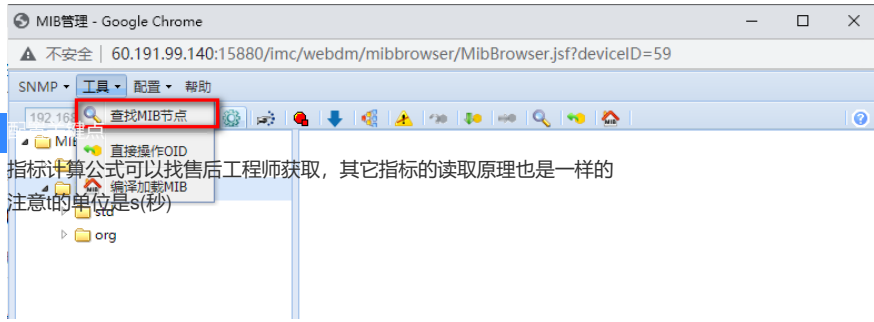 MIB管理 - Google Chrome
不安全 | 60.191.99.140:15880/imc/webdm/mibbrowser/MibBrowser.jsf?deviceID=59
SNMP 工具 配置 帮助
192.168
查找MIB节点
MIB
直接操作OID
指标计算公式可以找售后工程师获取，其它指标的读取原理也是一样的
编译加载MIB
注意t的单位是s(秒)
std
org